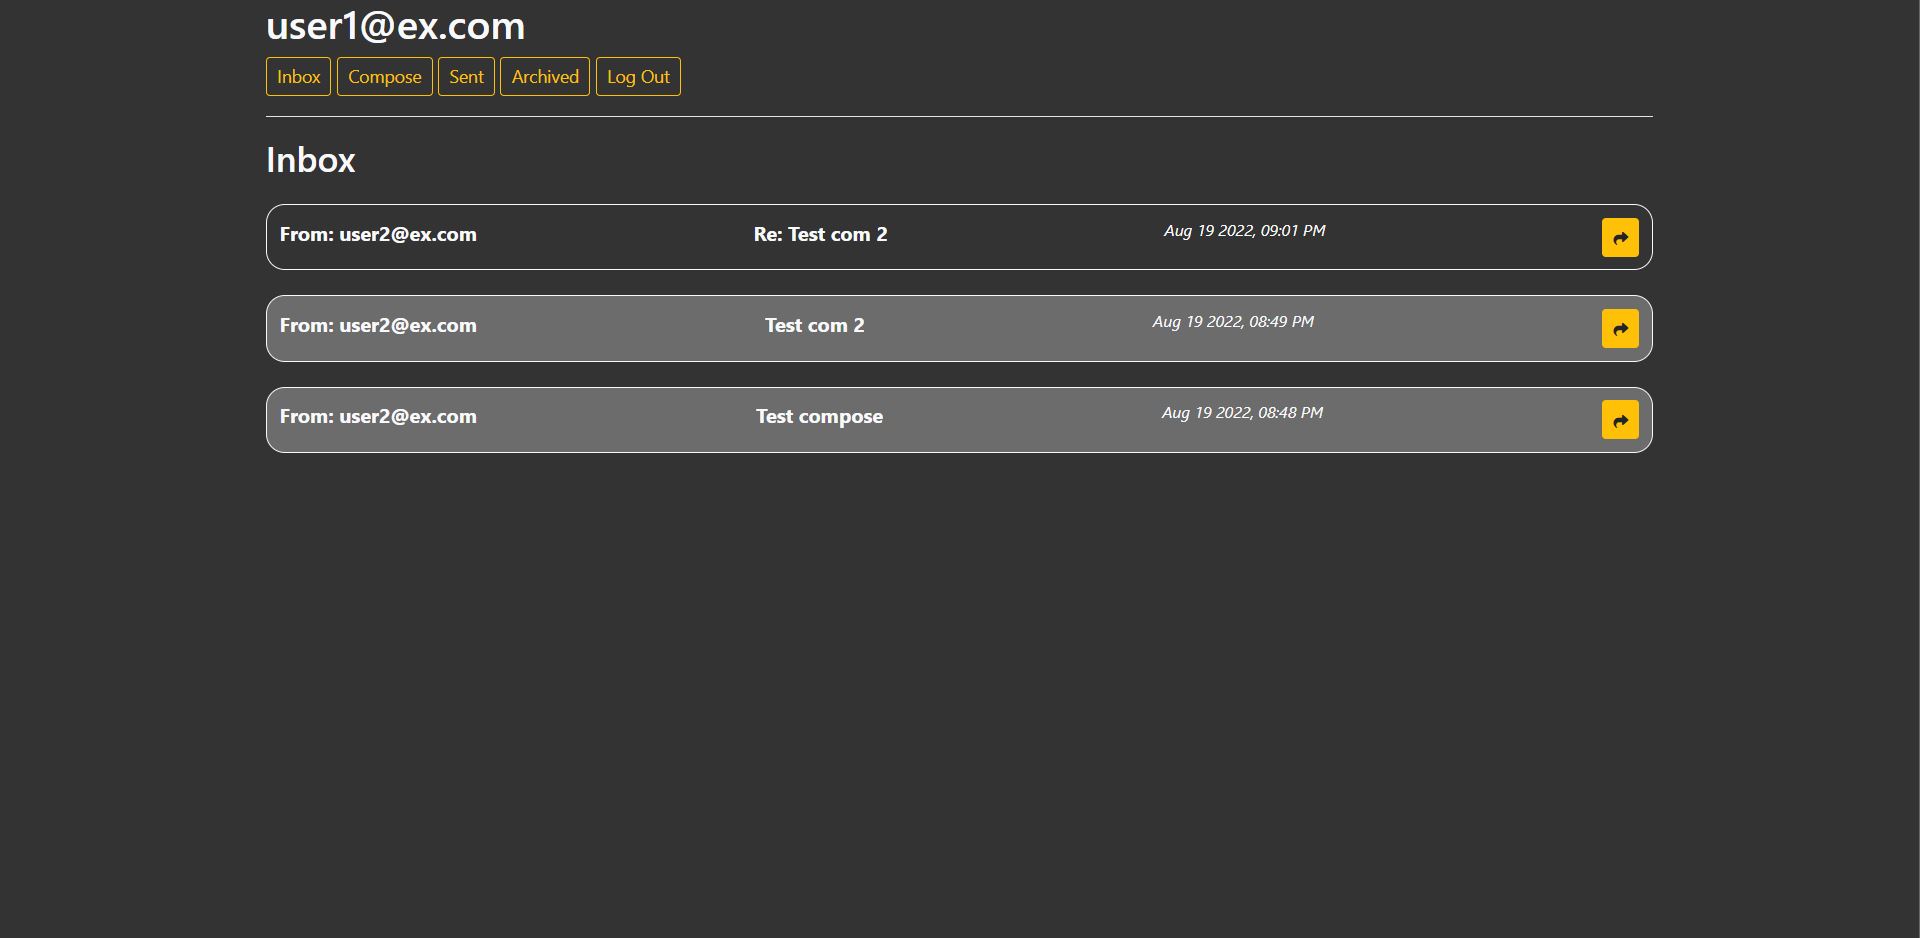 user1@ex.com
Inbox Compose Sent Archived Log Out
Inbox
From: user2@ex.com Re: Test com 2 Aug 19 2022, 09:01 PM
From: user2@ex.com Test com 2 Aug 19 2022, 08:49 PM
From: user2@ex.com Test compose Aug 19 2022, 08:48 PM